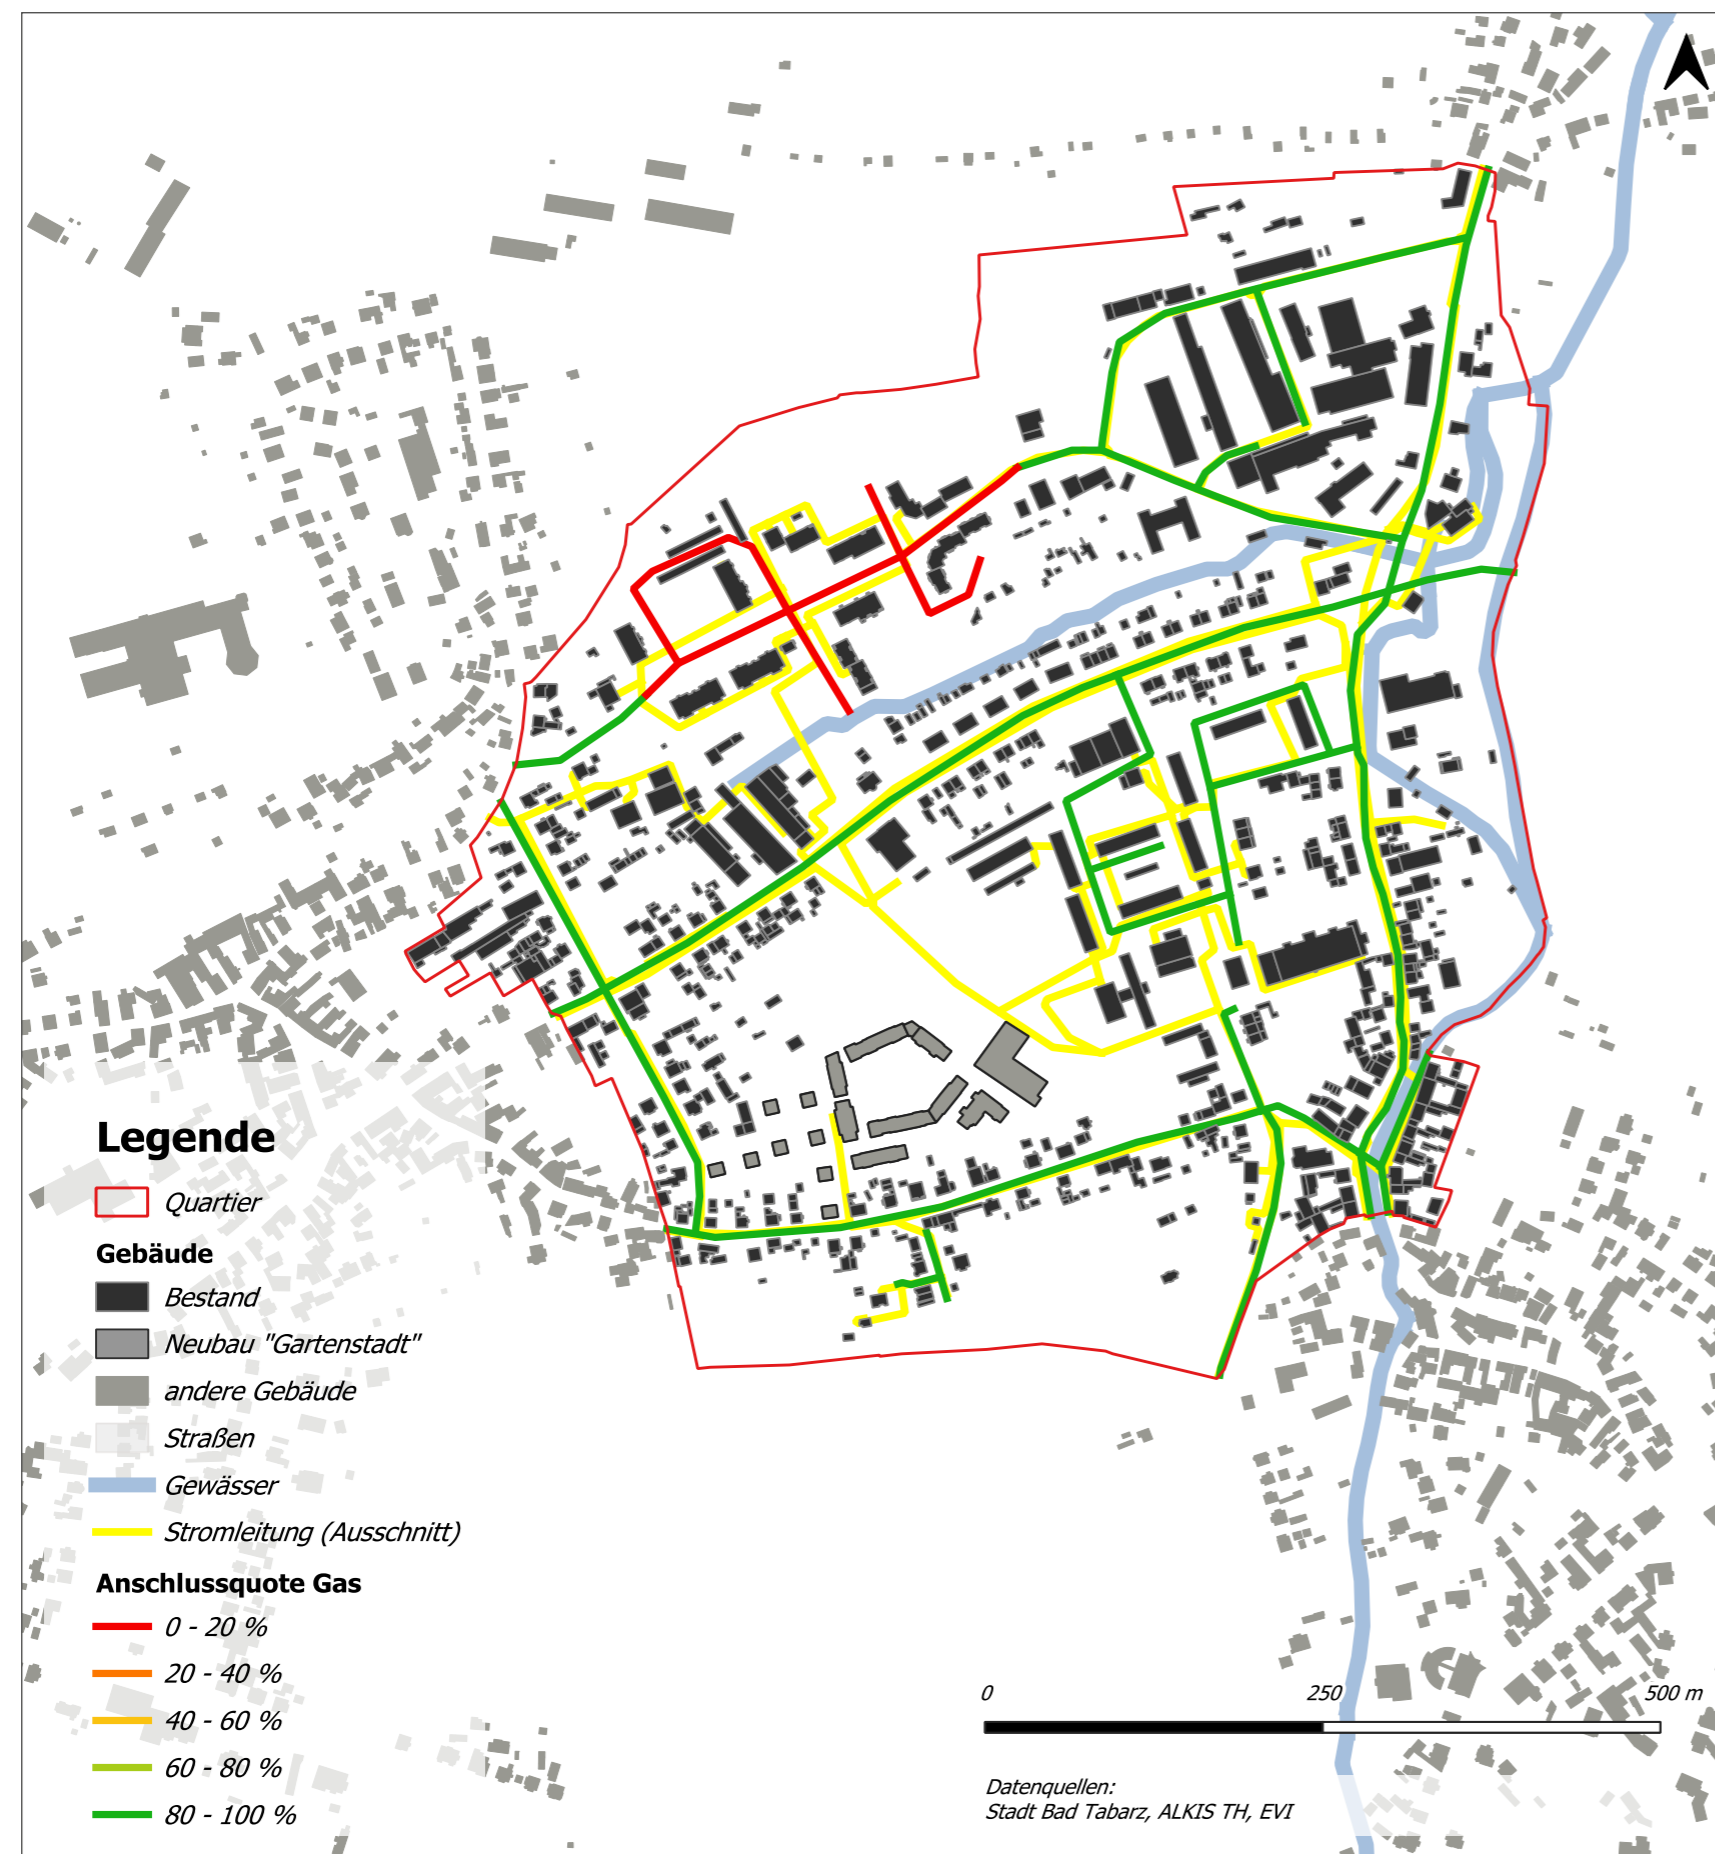 Legende
Quartier
Gebäude
Bestand
Neubau "Gartenstadt"
andere Gebäude
Straßen
Gewässer
Stromleitung (Ausschnitt)
Anschlussquote Gas
0 - 20 %
20 - 40 %
40 - 60 %
60 - 80 %
80 - 100 %
0 250 500 m
Datenquellen:
Stadt Bad Tabarz, ALKIS TH, EVI